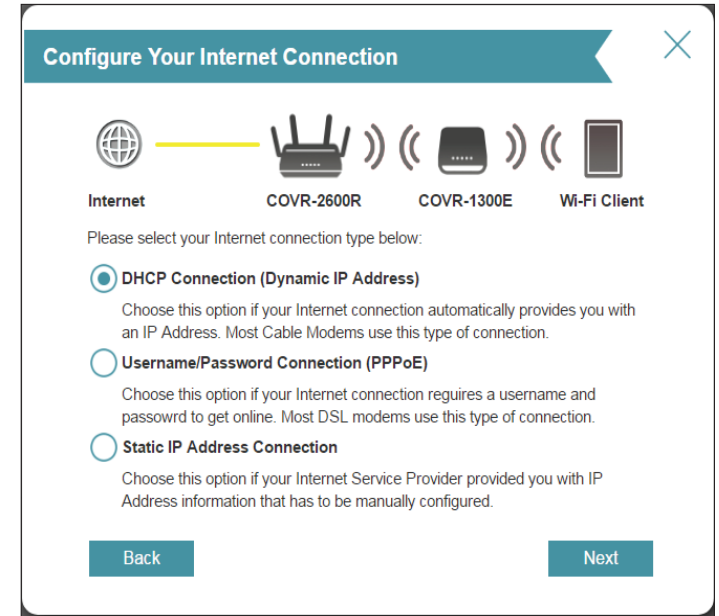 Configure Your Internet Connection
Internet COVR-2600R COVR-1300E Wi-Fi Client
Please select your Internet connection type below:
DHCP Connection (Dynamic IP Address)
Choose this option if your Internet connection automatically provides you with
an IP Address. Most Cable Modems use this type of connection.
Username/Password Connection (PPPoE)
Choose this option if your Internet connection reguires a username and
passowrd to get online. Most DSL modems use this type of connection.
Static IP Address Connection
Choose this option if your Internet Service Provider provided you with IP
Address information that has to be manually configured.
Back Next